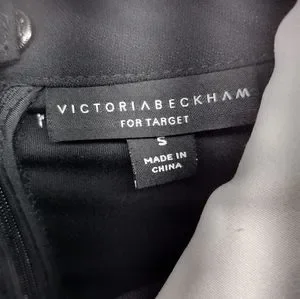 VICTORIABECKHAM
FOR TARGET
S
MADE IN
CHINA